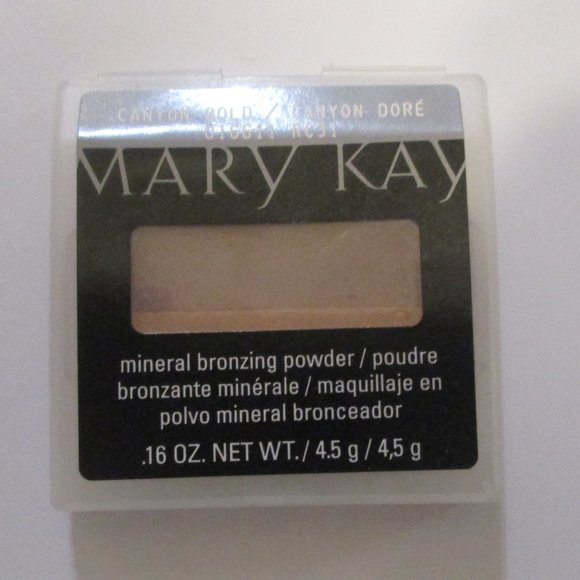 CANYON GOLD / CANYON DORÉ
MARY KAY
mineral bronzing powder / poudre
bronzante minérale / maquillaje en
polvo mineral bronceador
.16 OZ. NET WT./ 4.5 g / 4,5 g